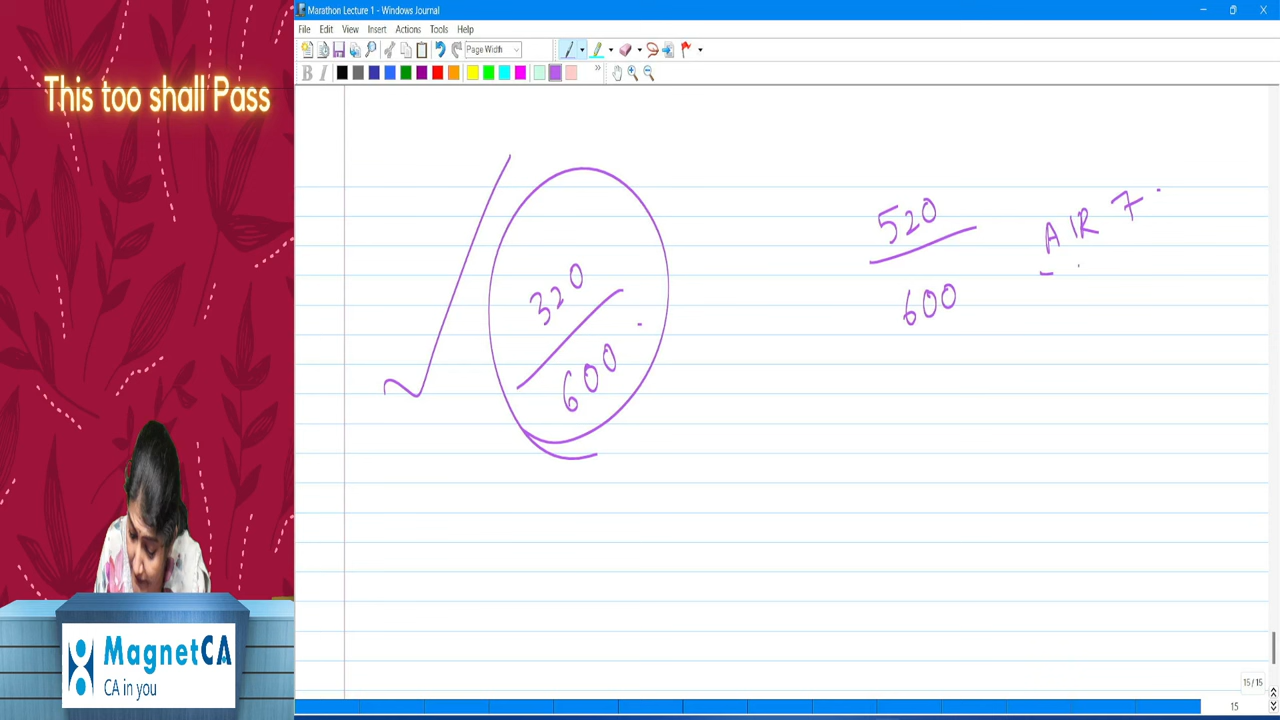 Marathon Lecture 1 - Windows Journal
File Edit View Insert Actions Tools Help
Page Width
B I
This too shall Pass
320
600
520
600
AIR 7
MagnetCA
CA in you
15/15
15